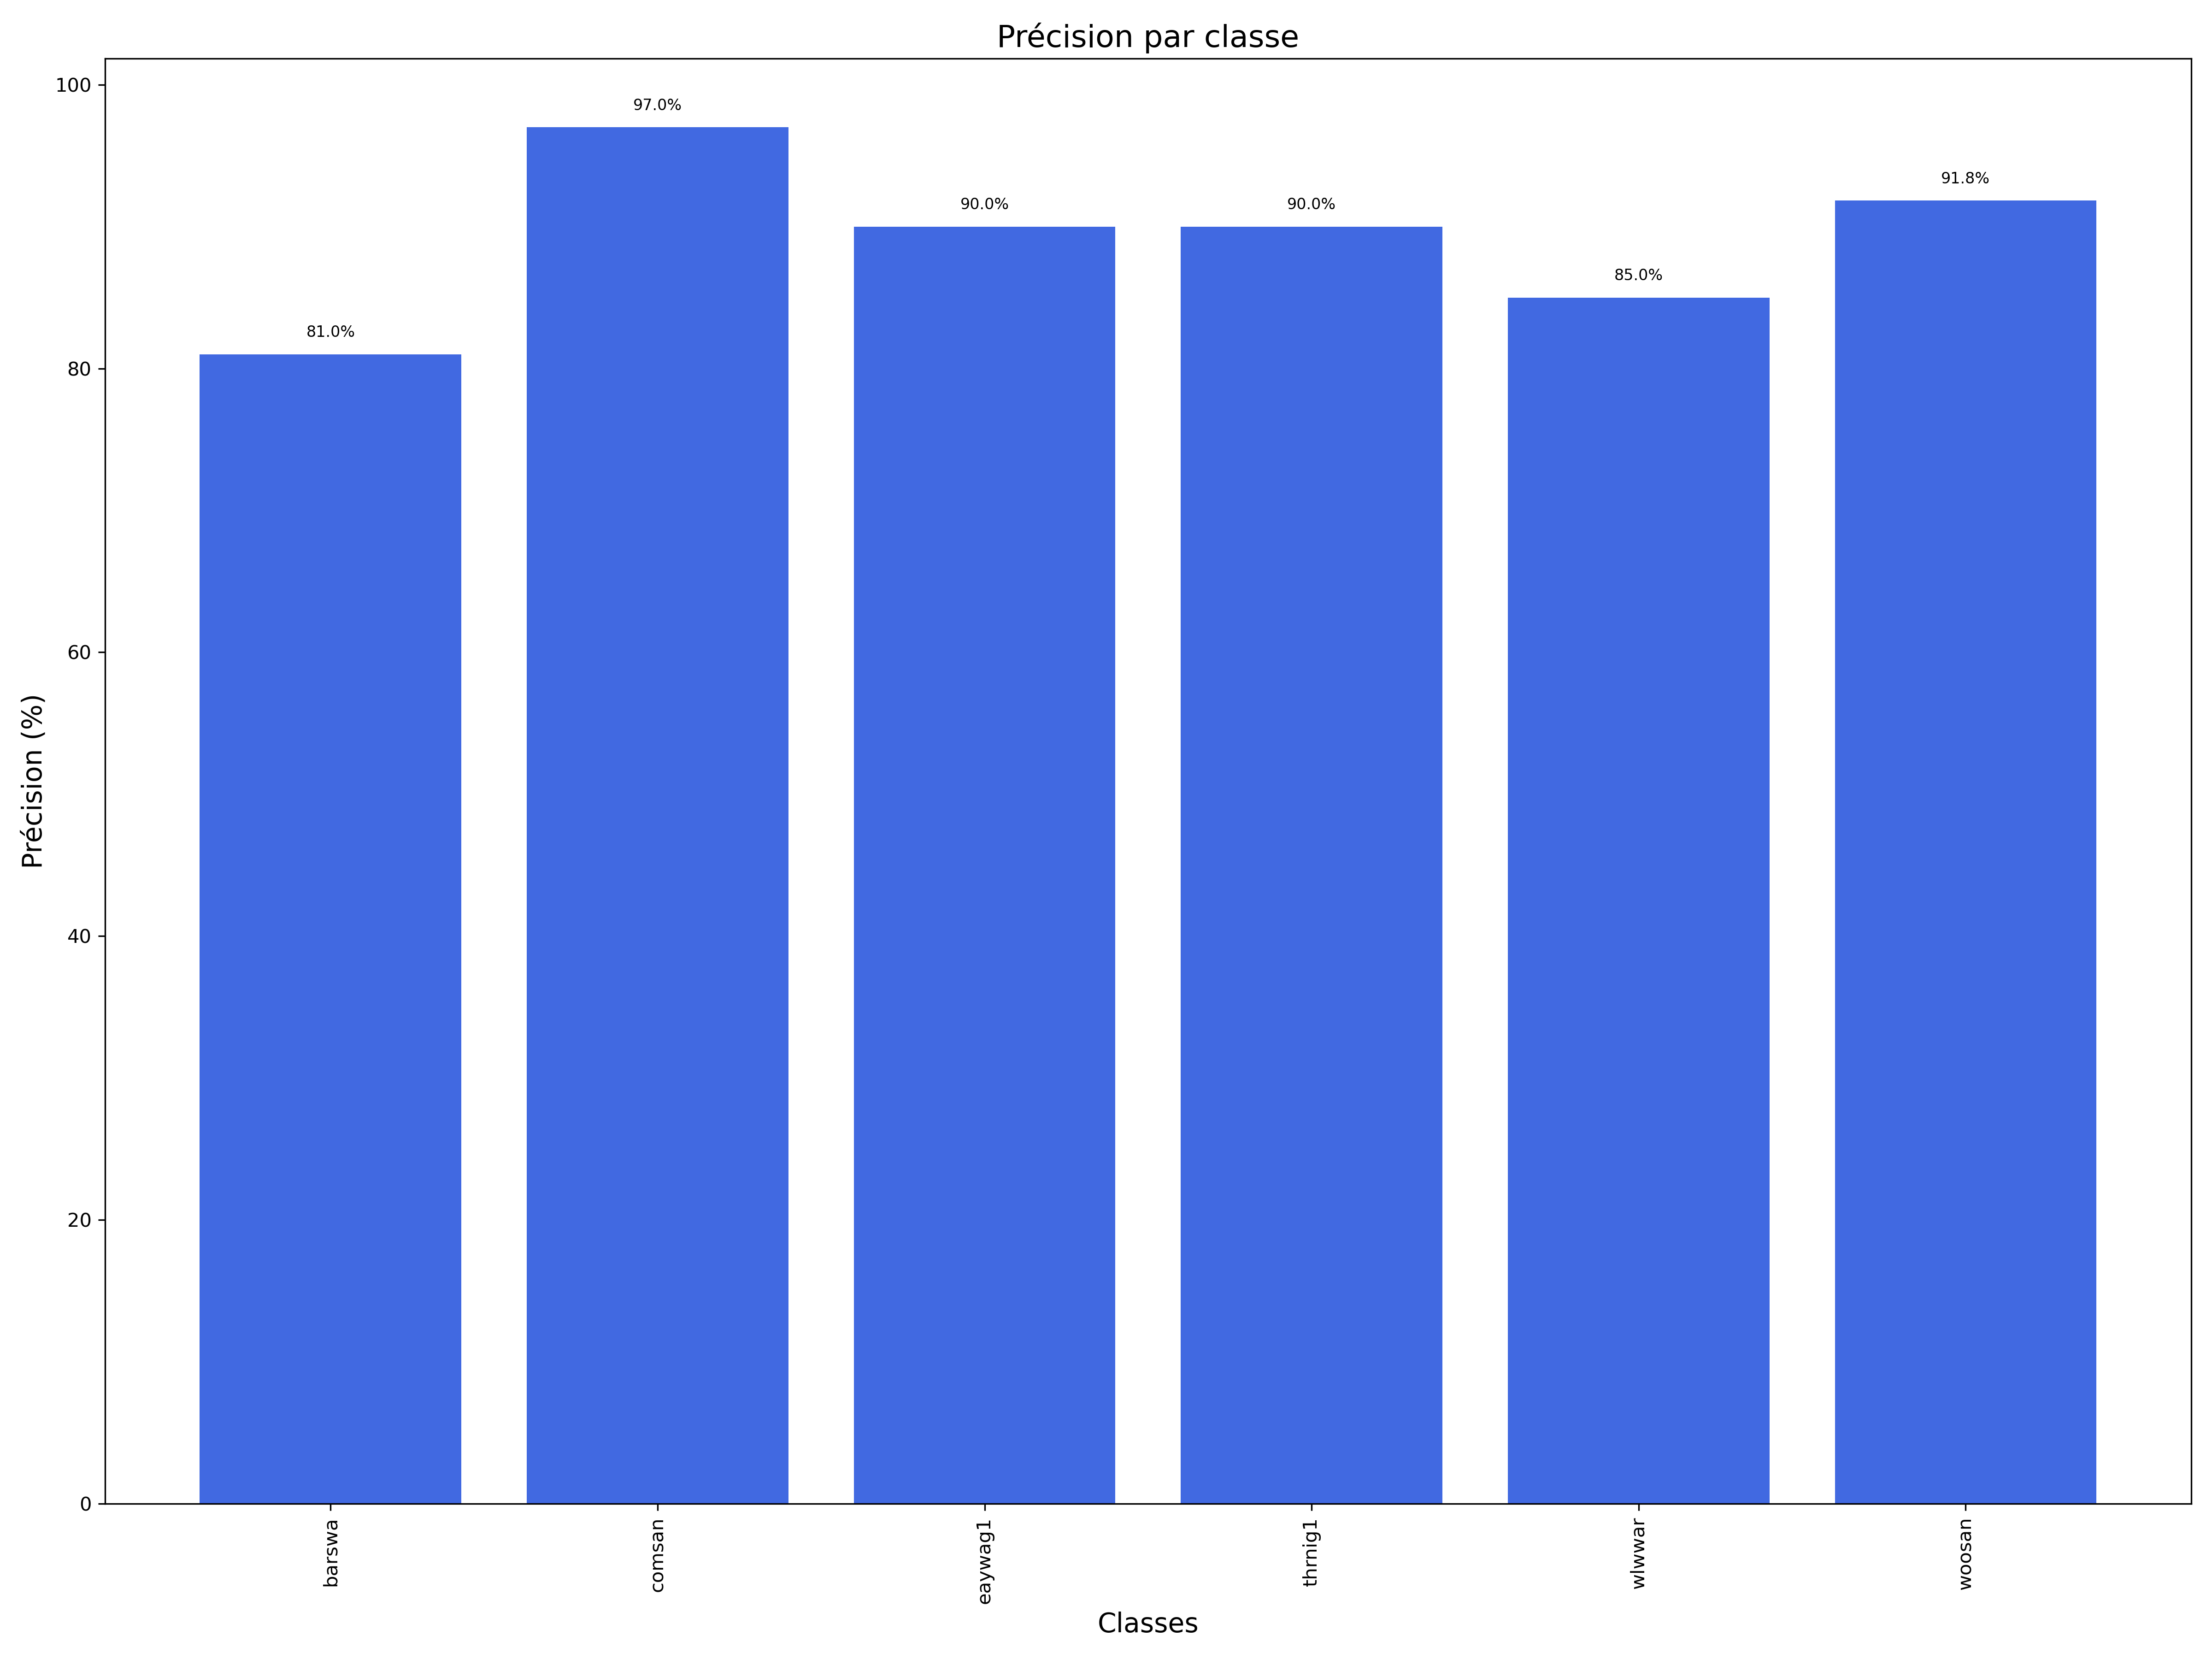 Précision par classe
Précision (%)
100
80
60
40
20
0
81.0%
97.0%
90.0%
90.0%
85.0%
91.8%
barswa
comsan
eaywag1
thrnig1
wlwwar
woosan
Classes